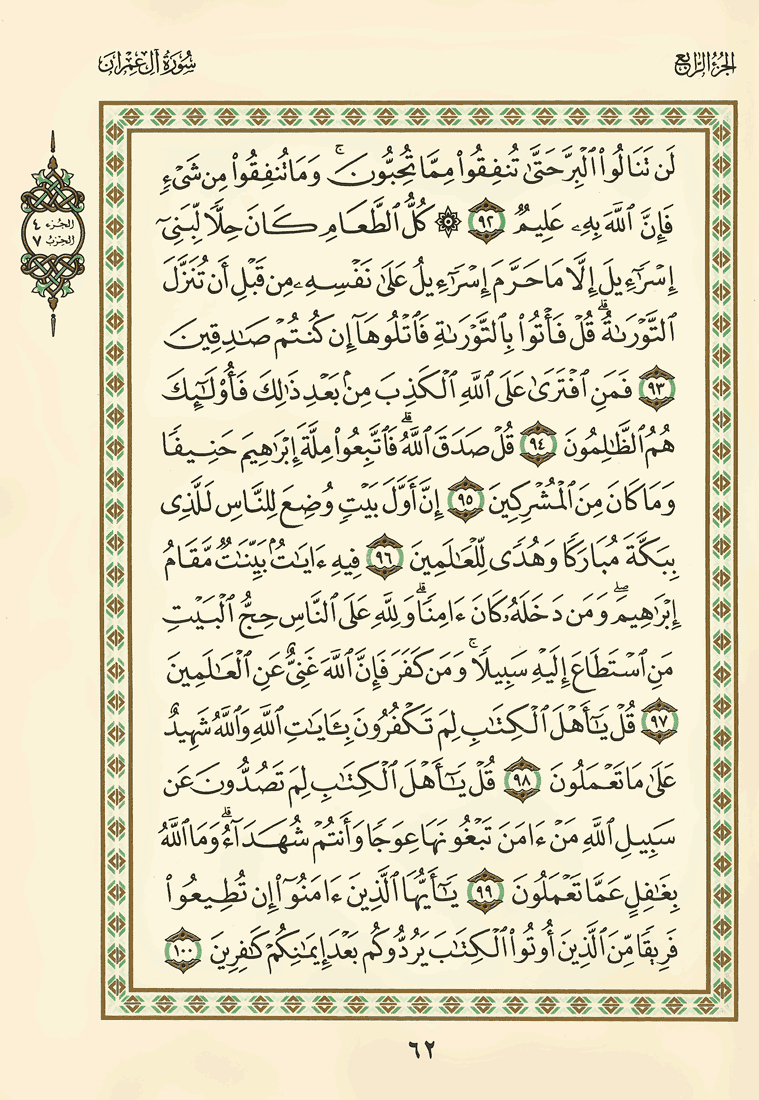 الجزء الرابع
سورة آل عمران
لَن تَنَالُوا۟ ٱلْبِرَّ حَتَّىٰ تُنفِقُوا۟ مِمَّا تُحِبُّونَ ۚ وَمَا تُنفِقُوا۟ مِن شَىْءٍ
فَإِنَّ ٱللَّهَ بِهِۦ عَلِيمٌ ٩٢ ۞ كُلُّ ٱلطَّعَامِ كَانَ حِلًّا لِّبَنِىٓ
إِسْرَٰٓءِيلَ إِلَّا مَا حَرَّمَ إِسْرَٰٓءِيلُ عَلَىٰ نَفْسِهِۦ مِن قَبْلِ أَن تُنَزَّلَ
ٱلتَّوْرَىٰةُ ۗ قُلْ فَأْتُوا۟ بِٱلتَّوْرَىٰةِ فَٱتْلُوهَآ إِن كُنتُمْ صَـٰدِقِينَ
٩٣ فَمَنِ ٱفْتَرَىٰ عَلَى ٱللَّهِ ٱلْكَذِبَ مِنۢ بَعْدِ ذَٰلِكَ فَأُو۟لَـٰٓئِكَ
هُمُ ٱلظَّـٰلِمُونَ ٩٤ قُلْ صَدَقَ ٱللَّهُ ۗ فَٱتَّبِعُوا۟ مِلَّةَ إِبْرَٰهِيمَ حَنِيفًا
وَمَا كَانَ مِنَ ٱلْمُشْرِكِينَ ٩٥ إِنَّ أَوَّلَ بَيْتٍ وُضِعَ لِلنَّاسِ لَلَّذِى
بِبَكَّةَ مُبَارَكًا وَهُدًى لِّلْعَـٰلَمِينَ ٩٦ فِيهِ ءَايَـٰتٌۢ بَيِّنَـٰتٌ مَّقَامُ
إِبْرَٰهِيمَ ۖ وَمَن دَخَلَهُۥ كَانَ ءَامِنًا ۗ وَلِلَّهِ عَلَى ٱلنَّاسِ حِجُّ ٱلْبَيْتِ
مَنِ ٱسْتَطَاعَ إِلَيْهِ سَبِيلًا ۚ وَمَن كَفَرَ فَإِنَّ ٱللَّهَ غَنِىٌّ عَنِ ٱلْعَـٰلَمِينَ
٩٧ قُلْ يَـٰٓأَهْلَ ٱلْكِتَـٰبِ لِمَ تَكْفُرُونَ بِـَٔايَـٰتِ ٱللَّهِ وَٱللَّهُ شَهِيدٌ
عَلَىٰ مَا تَعْمَلُونَ ٩٨ قُلْ يَـٰٓأَهْلَ ٱلْكِتَـٰبِ لِمَ تَصُدُّونَ عَن
سَبِيلِ ٱللَّهِ مَنْ ءَامَنَ تَبْغُونَهَا عِوَجًا وَأَنتُمْ شُهَدَآءُ ۗ وَمَا ٱللَّهُ
بِغَـٰفِلٍ عَمَّا تَعْمَلُونَ ٩٩ يَـٰٓأَيُّهَا ٱلَّذِينَ ءَامَنُوٓا۟ إِن تُطِيعُوا۟
فَرِيقًا مِّنَ ٱلَّذِينَ أُوتُوا۟ ٱلْكِتَـٰبَ يَرُدُّوكُم بَعْدَ إِيمَـٰنِكُمْ كَـٰفِرِينَ ١٠٠
الجزء ٤
الحزب ٧
٦٢